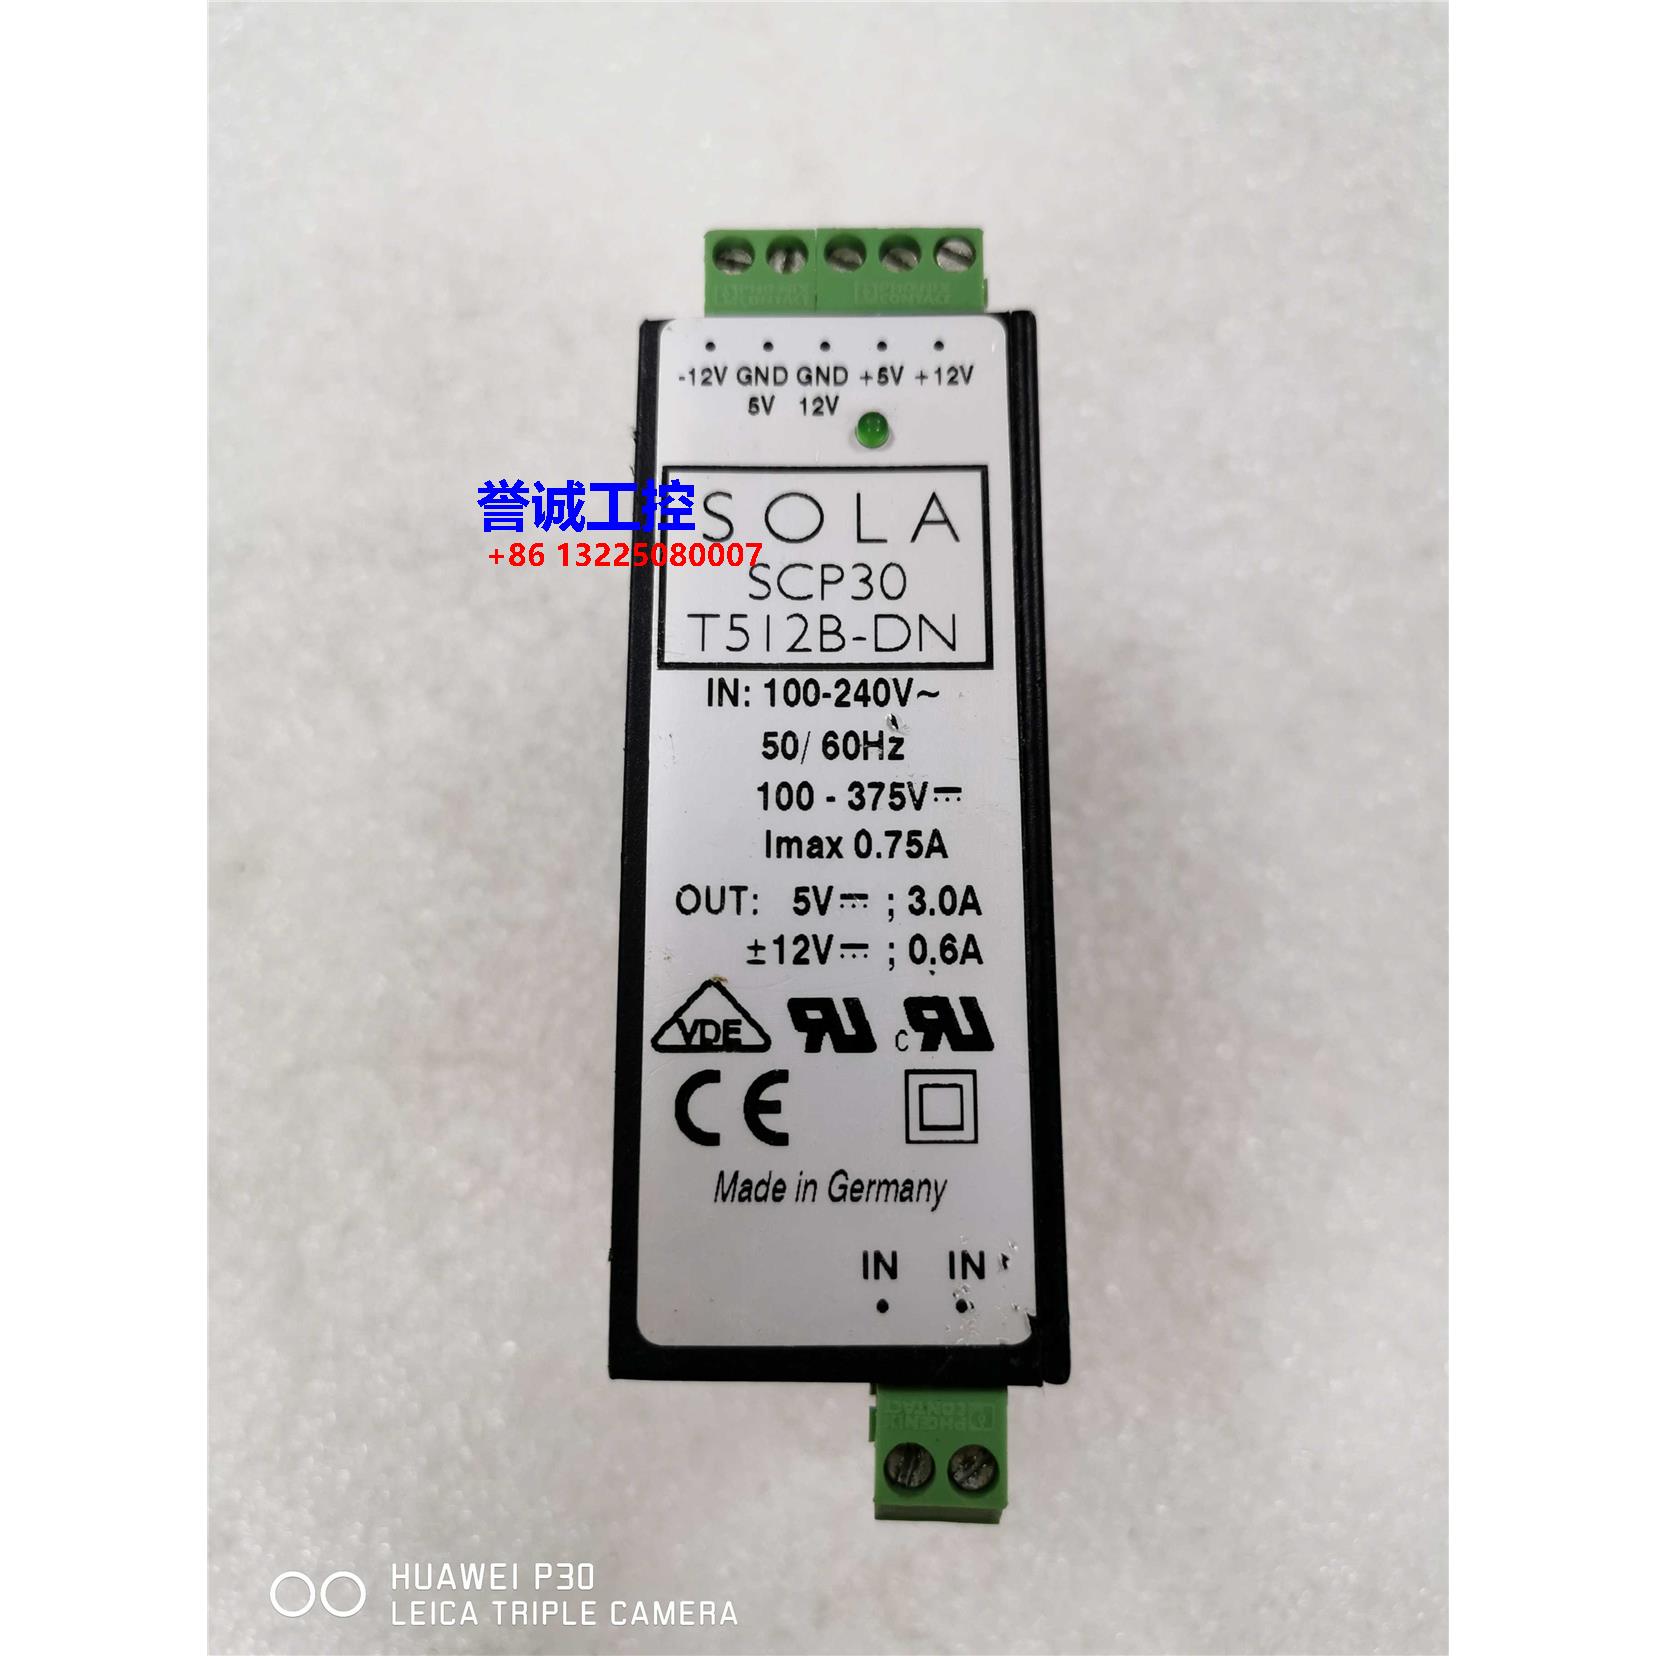 -12V GND GND +5V +12V
5V 12V
SOLA
誉诚工控
+86 13225080007
SCP30
T512B-DN
IN: 100-240V~
50/ 60Hz
100 - 375V
Imax 0.75A
OUT: 5V ; 3.0A
±12V ; 0.6A
VDE
c
CE
Made in Germany
IN IN
PHOENIX
CONTACT
HUAWEI P30
LEICA TRIPLE CAMERA